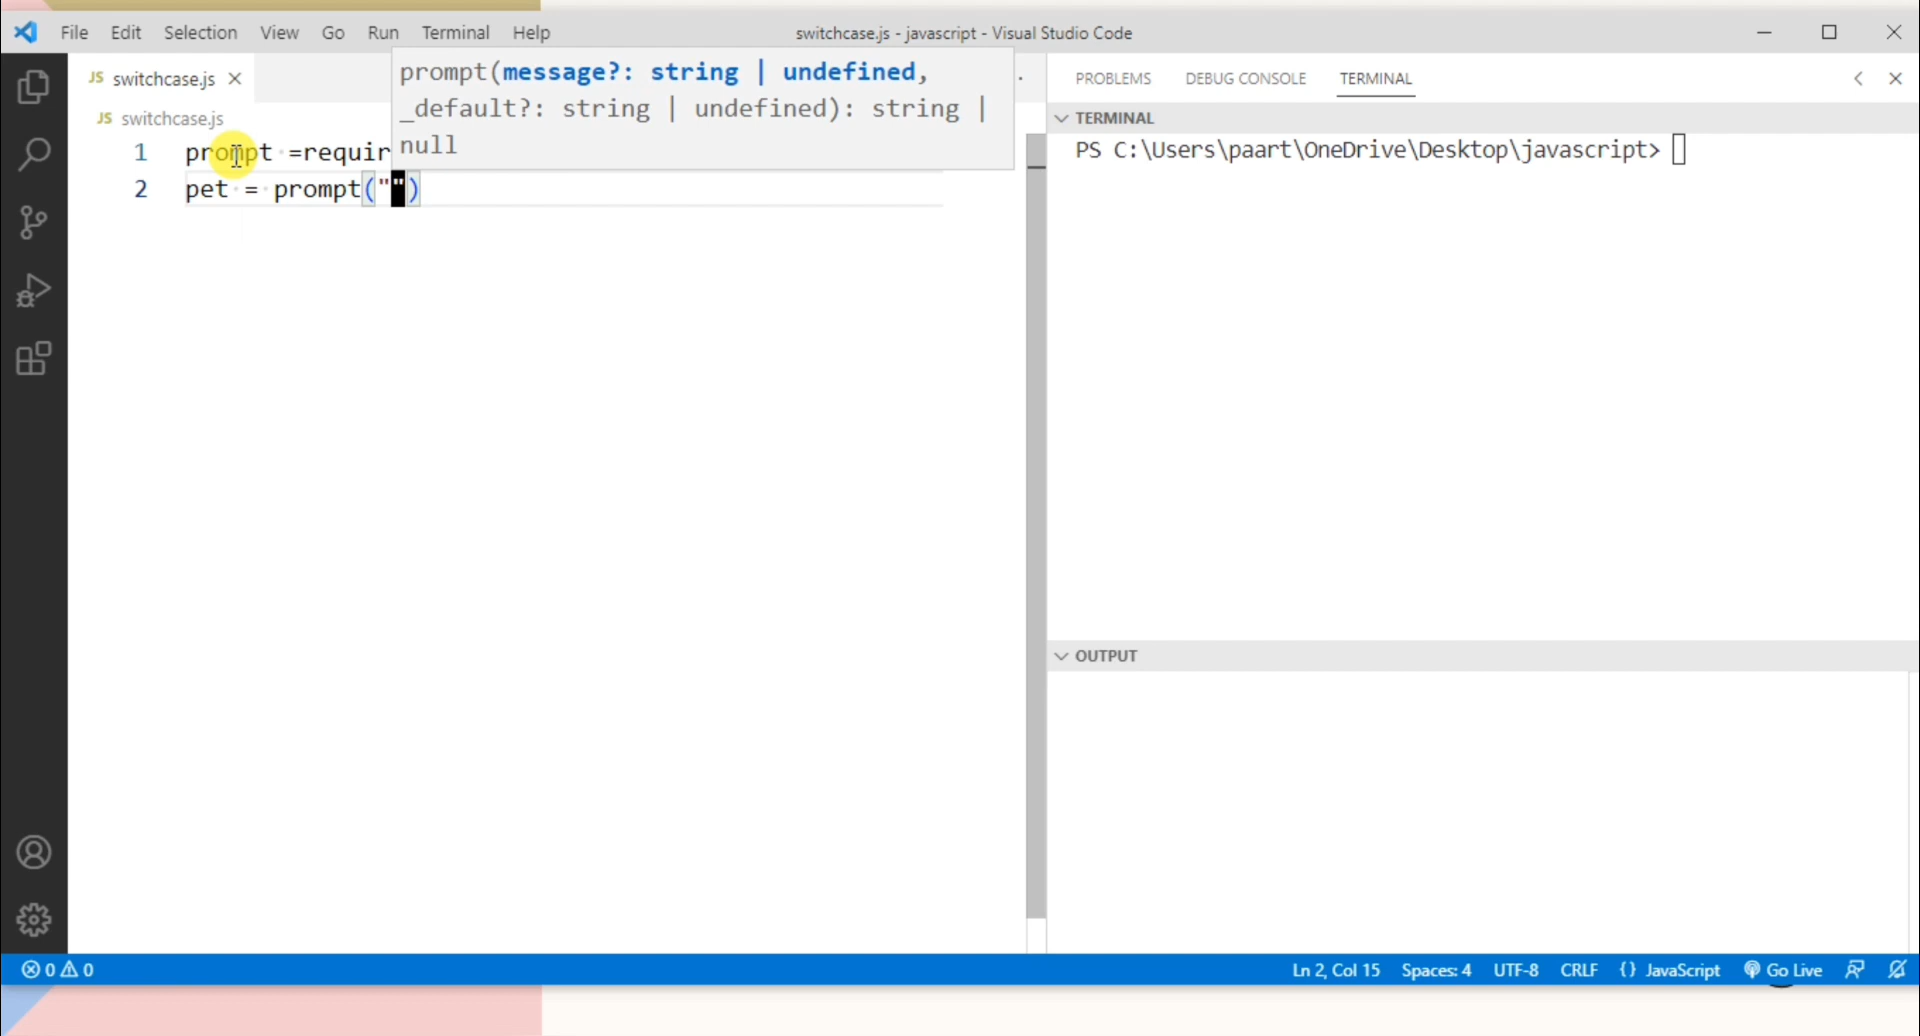 File Edit Selection View Go Run Terminal Help
switchcase.js - javascript - Visual Studio Code
JS switchcase.js
JS switchcase.js
prompt(message?: string | undefined,
_default?: string | undefined): string |
null
1 prompt =requir
2 pet = prompt("")
PROBLEMS DEBUG CONSOLE TERMINAL
TERMINAL
PS C:\Users\paart\OneDrive\Desktop\javascript>
OUTPUT
0 0
Ln 2, Col 15 Spaces: 4 UTF-8 CRLF {} JavaScript Go Live